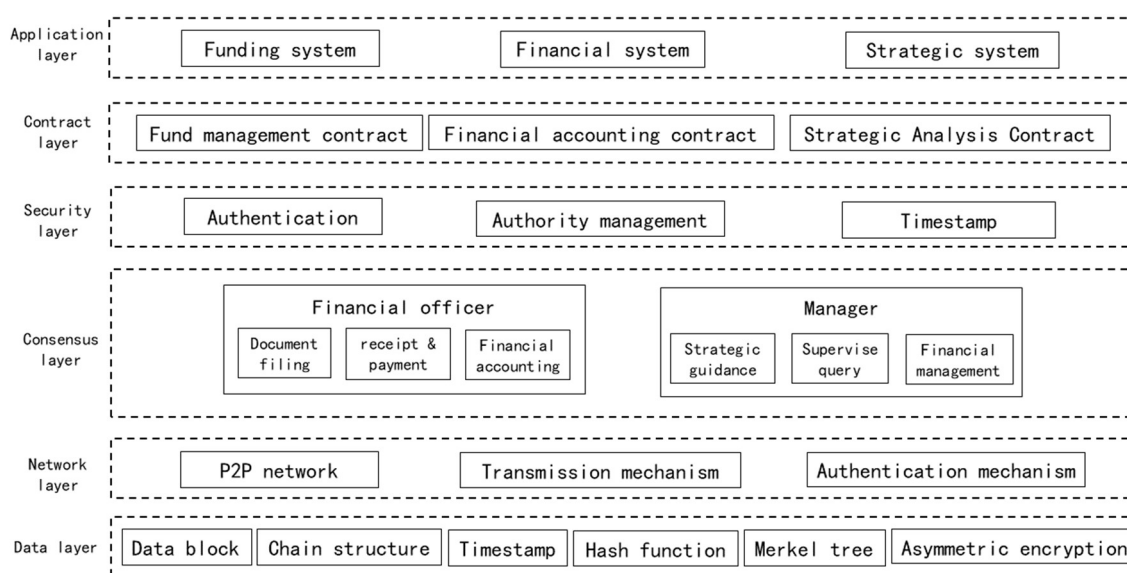 Application
layer
Funding system
Financial system
Strategic system
Contract
layer
Fund management contract
Financial accounting contract
Strategic Analysis Contract
Security
layer
Authentication
Authority management
Timestamp
Consensus
layer
Financial officer
Document
filing
receipt &
payment
Financial
accounting
Manager
Strategic
guidance
Supervise
query
Financial
management
Network
layer
P2P network
Transmission mechanism
Authentication mechanism
Data layer
Data block
Chain structure
Timestamp
Hash function
Merkel tree
Asymmetric encryption